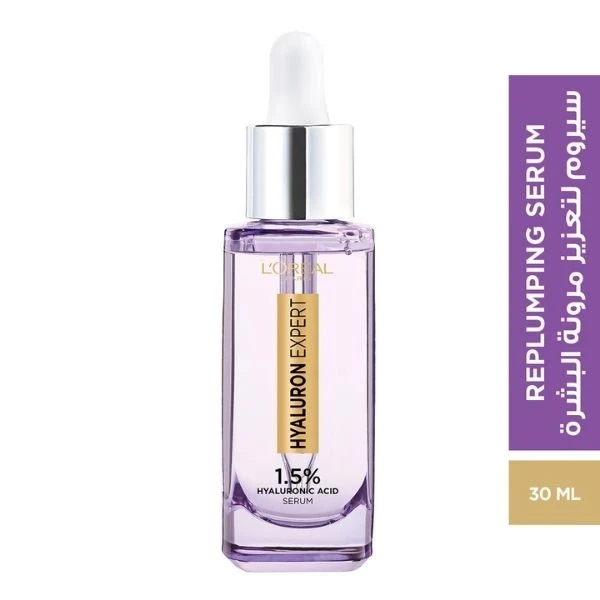 L'ORÉAL
HYALURON EXPERT
1.5%
HYALURONIC ACID
SERUM
REPLUMPING SERUM
سيروم لتعزيز مرونة البشرة
30 ML